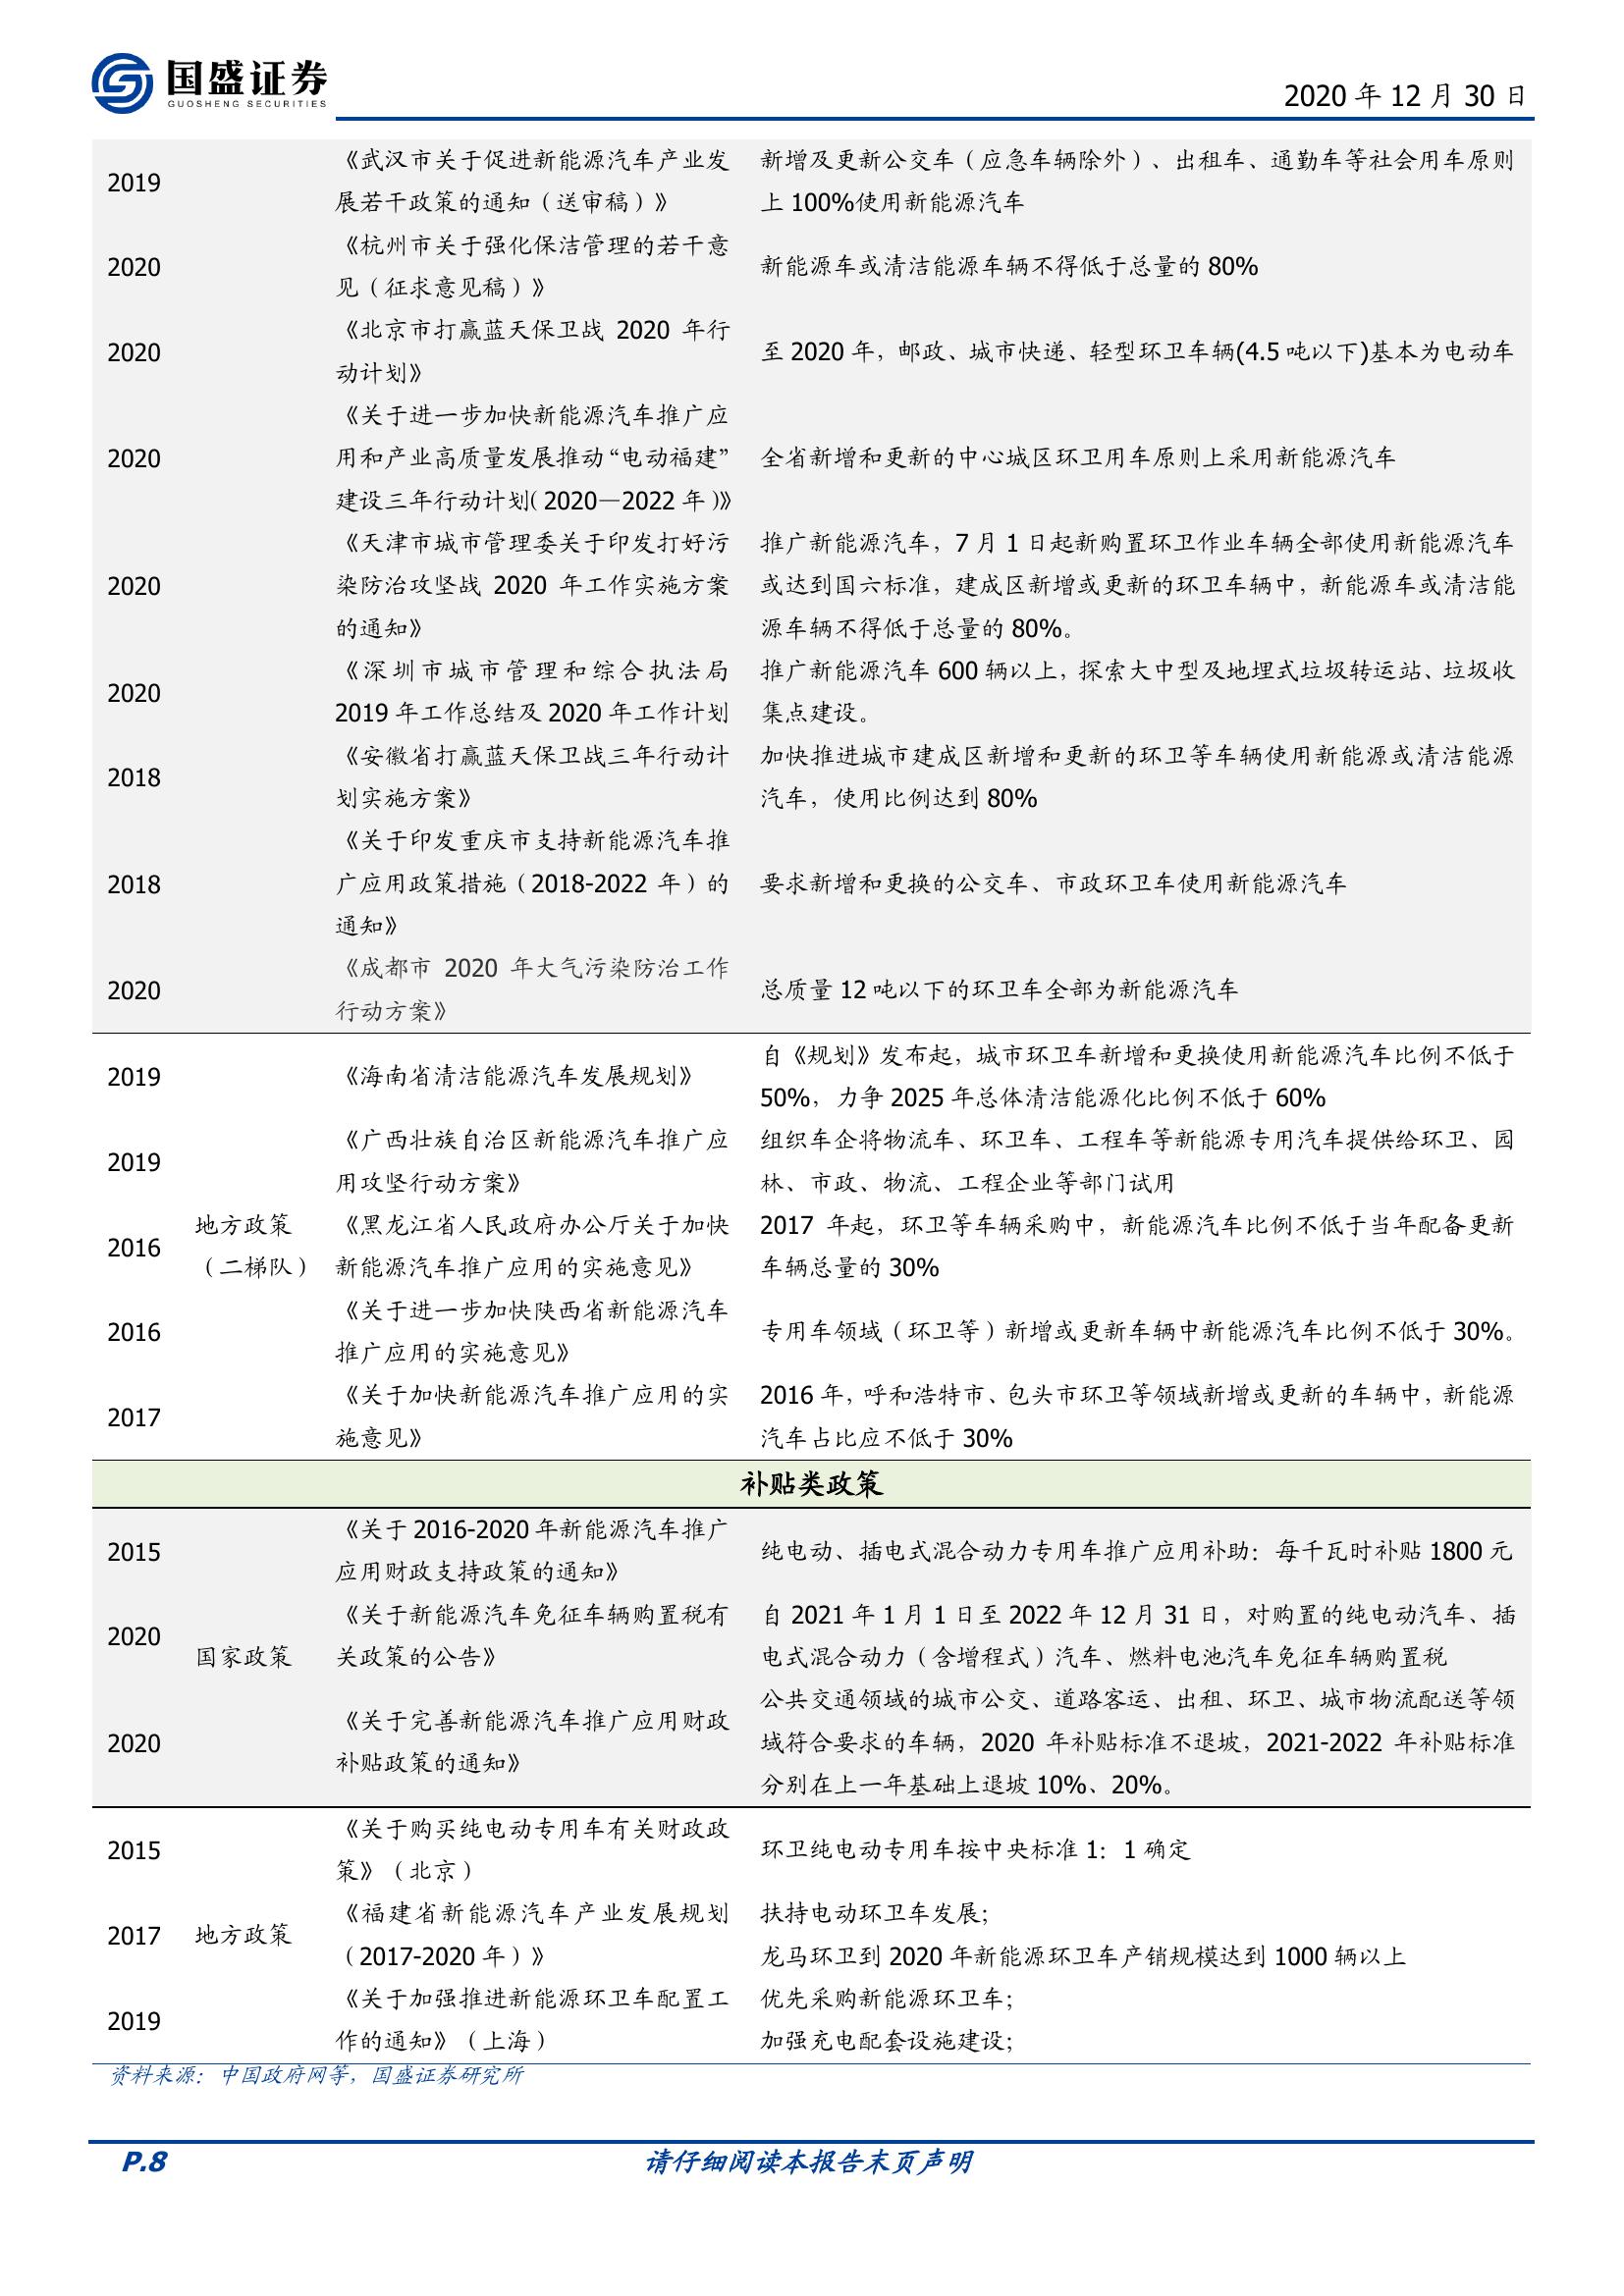 国盛证券
GUOSHENG SECURITIES
2020 年 12 月 30 日
2019
《武汉市关于促进新能源汽车产业发
展若干政策的通知（送审稿）》
新增及更新公交车（应急车辆除外）、出租车、通勤车等社会用车原则
上 100%使用新能源汽车
2020
《杭州市关于强化保洁管理的若干意
见（征求意见稿）》
新能源车或清洁能源车辆不得低于总量的 80%
2020
《北京市打赢蓝天保卫战 2020 年行
动计划》
至 2020 年，邮政、城市快递、轻型环卫车辆(4.5 吨以下)基本为电动车
2020
《关于进一步加快新能源汽车推广应
用和产业高质量发展推动“电动福建”
建设三年行动计划（2020—2022 年）》
全省新增和更新的中心城区环卫用车原则上采用新能源汽车
2020
《天津市城市管理委关于印发打好污
染防治攻坚战 2020 年工作实施方案
的通知》
推广新能源汽车，7 月 1 日起新购置环卫作业车辆全部使用新能源汽车
或达到国六标准，建成区新增或更新的环卫车辆中，新能源车或清洁能
源车辆不得低于总量的 80%。
2020
《深圳市城市管理和综合执法局
2019 年工作总结及 2020 年工作计划
推广新能源汽车 600 辆以上，探索大中型及地埋式垃圾转运站、垃圾收
集点建设。
2018
《安徽省打赢蓝天保卫战三年行动计
划实施方案》
加快推进城市建成区新增和更新的环卫等车辆使用新能源或清洁能源
汽车，使用比例达到 80%
2018
《关于印发重庆市支持新能源汽车推
广应用政策措施（2018-2022 年）的
通知》
要求新增和更换的公交车、市政环卫车使用新能源汽车
2020
《成都市 2020 年大气污染防治工作
行动方案》
总质量 12 吨以下的环卫车全部为新能源汽车
2019
《海南省清洁能源汽车发展规划》
自《规划》发布起，城市环卫车新增和更换使用新能源汽车比例不低于
50%，力争 2025 年总体清洁能源化比例不低于 60%
2019
《广西壮族自治区新能源汽车推广应
用攻坚行动方案》
组织车企将物流车、环卫车、工程车等新能源专用汽车提供给环卫、园
林、市政、物流、工程企业等部门试用
地方政策
（二梯队）
2016
《黑龙江省人民政府办公厅关于加快
新能源汽车推广应用的实施意见》
2017 年起，环卫等车辆采购中，新能源汽车比例不低于当年配备更新
车辆总量的 30%
2016
《关于进一步加快陕西省新能源汽车
推广应用的实施意见》
专用车领域（环卫等）新增或更新车辆中新能源汽车比例不低于 30%。
2017
《关于加快新能源汽车推广应用的实
施意见》
2016 年，呼和浩特市、包头市环卫等领域新增或更新的车辆中，新能源
汽车占比应不低于 30%
补贴类政策
2015
《关于 2016-2020 年新能源汽车推广
应用财政支持政策的通知》
纯电动、插电式混合动力专用车推广应用补助：每千瓦时补贴 1800 元
2020
国家政策
《关于新能源汽车免征车辆购置税有
关政策的公告》
自 2021 年 1 月 1 日至 2022 年 12 月 31 日，对购置的纯电动汽车、插
电式混合动力（含增程式）汽车、燃料电池汽车免征车辆购置税
2020
《关于完善新能源汽车推广应用财政
补贴政策的通知》
公共交通领域的城市公交、道路客运、出租、环卫、城市物流配送等领
域符合要求的车辆，2020 年补贴标准不退坡，2021-2022 年补贴标准
分别在上一年基础上退坡 10%、20%。
2015
《关于购买纯电动专用车有关财政政
策》（北京）
环卫纯电动专用车按中央标准 1：1 确定
2017
地方政策
《福建省新能源汽车产业发展规划
（2017-2020 年）》
扶持电动环卫车发展；
龙马环卫到 2020 年新能源环卫车产销规模达到 1000 辆以上
2019
《关于加强推进新能源环卫车配置工
作的通知》（上海）
优先采购新能源环卫车；
加强充电配套设施建设；
资料来源：中国政府网等，国盛证券研究所
P.8
请仔细阅读本报告末页声明